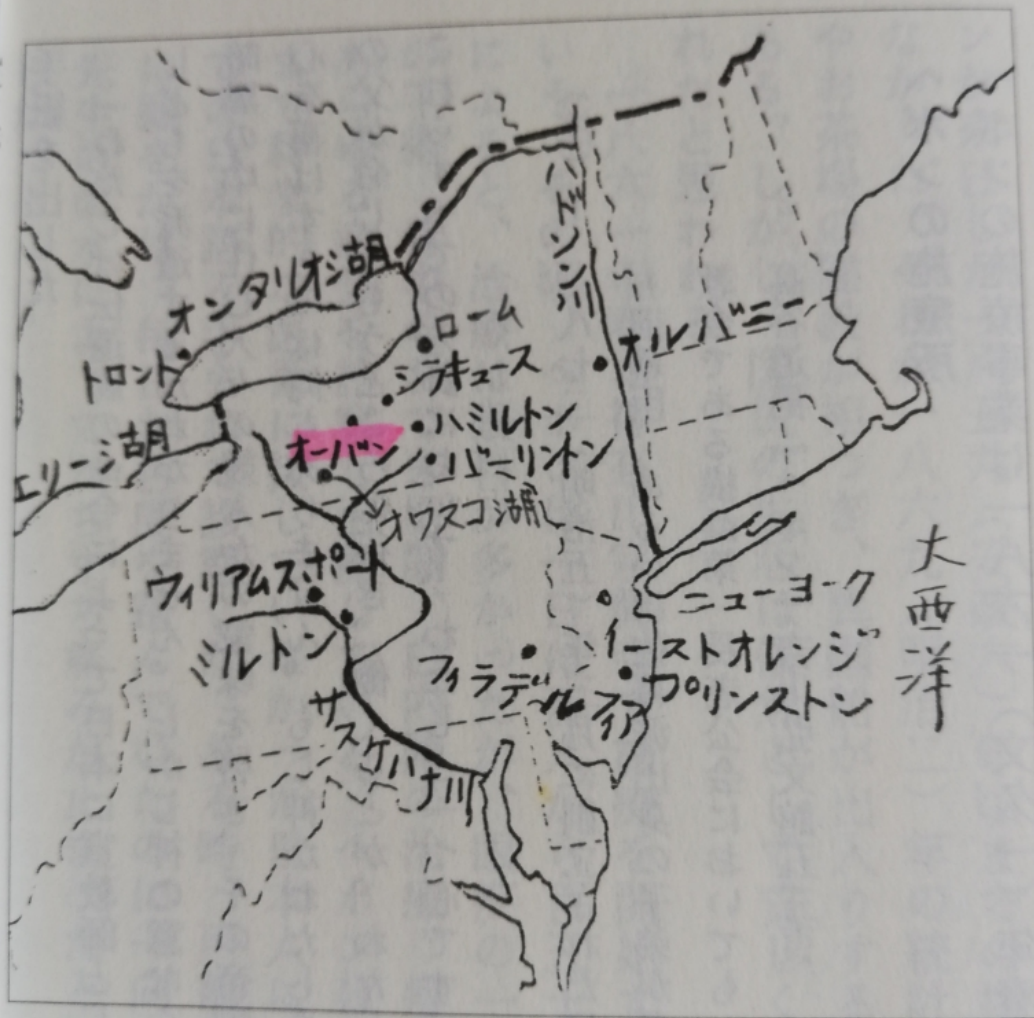 ハドソン川
オンタリオ湖
ローム
オルバニー
トロント
シラキュース
ハミルトン
エリー湖
オーバン
バーリントン
オワスコ湖
大西洋
ウィリアムスポート
ニューヨーク
ミルトン
イーストオレンジ
フィラデルフィア
プリンストン
サスケハナ川